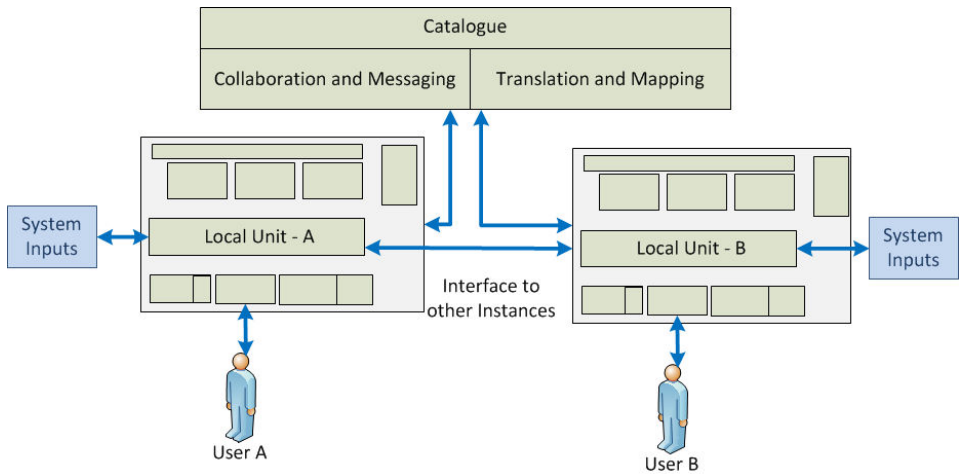 Catalogue
Collaboration and Messaging
Translation and Mapping
System
Inputs
Local Unit - A
Local Unit - B
System
Inputs
Interface to
other Instances
User A
User B